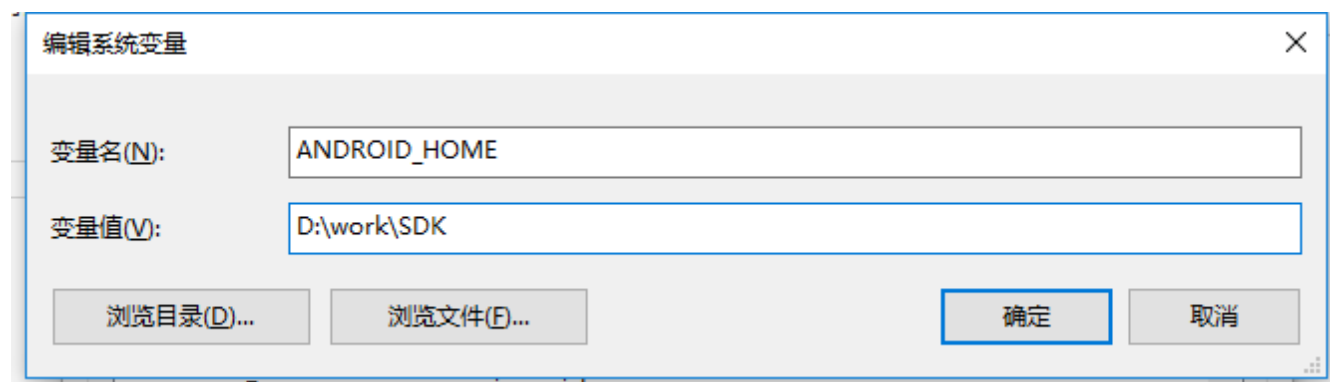 编辑系统变量
变量名(N):
ANDROID_HOME
变量值(V):
D:\work\SDK
浏览目录(D)...
浏览文件(F)...
确定
取消